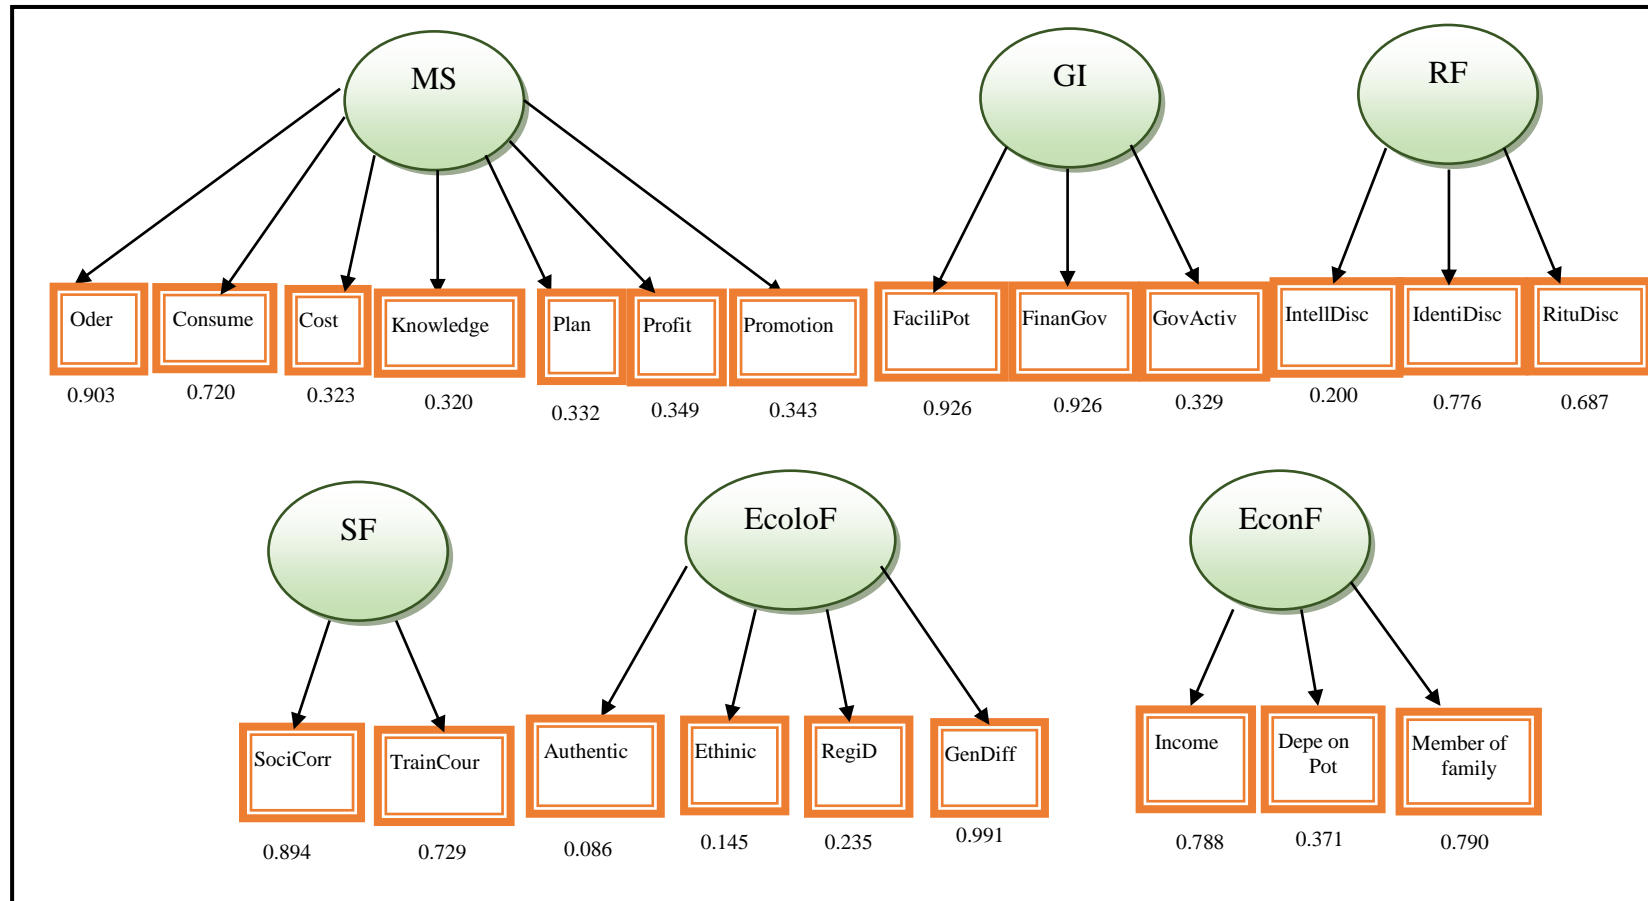 MS
GI
RF
Oder
Consume
Cost
Knowledge
Plan
Profit
Promotion
FaciliPot
FinanGov
GovActiv
IntellDisc
IdentiDisc
RituDisc
0.903
0.720
0.323
0.320
0.332
0.349
0.343
0.926
0.926
0.329
0.200
0.776
0.687
SF
EcoloF
EconF
SociCorr
TrainCour
Authentic
Ethinic
RegiD
GenDiff
Income
Depe on
Pot
Member of
family
0.894
0.729
0.086
0.145
0.235
0.991
0.788
0.371
0.790